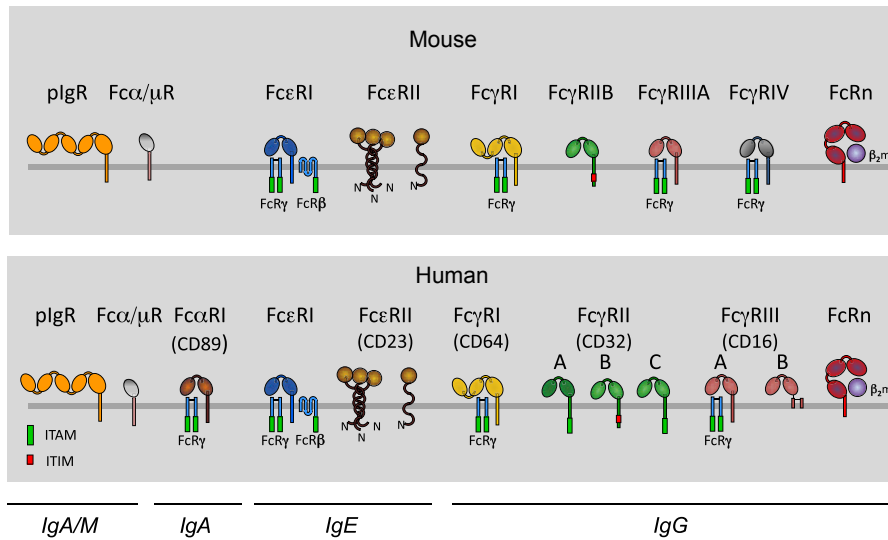 Mouse
pIgR Fcα/μR FcεRI FcεRII FcγRI FcγRIIB FcγRIIIA FcγRIV FcRn
β₂m
FcRγ FcRβ N N N FcRγ FcRγ FcRγ
N
Human
pIgR Fcα/μR FcαRI FcεRI FcεRII FcγRI FcγRII FcγRIII FcRn
(CD89) (CD23) (CD64) (CD32) (CD16)
A B C A B
β₂m
ITAM FcRγ FcRγ FcRβ N N N FcRγ FcRγ
N
ITIM
IgA/M IgA IgE IgG